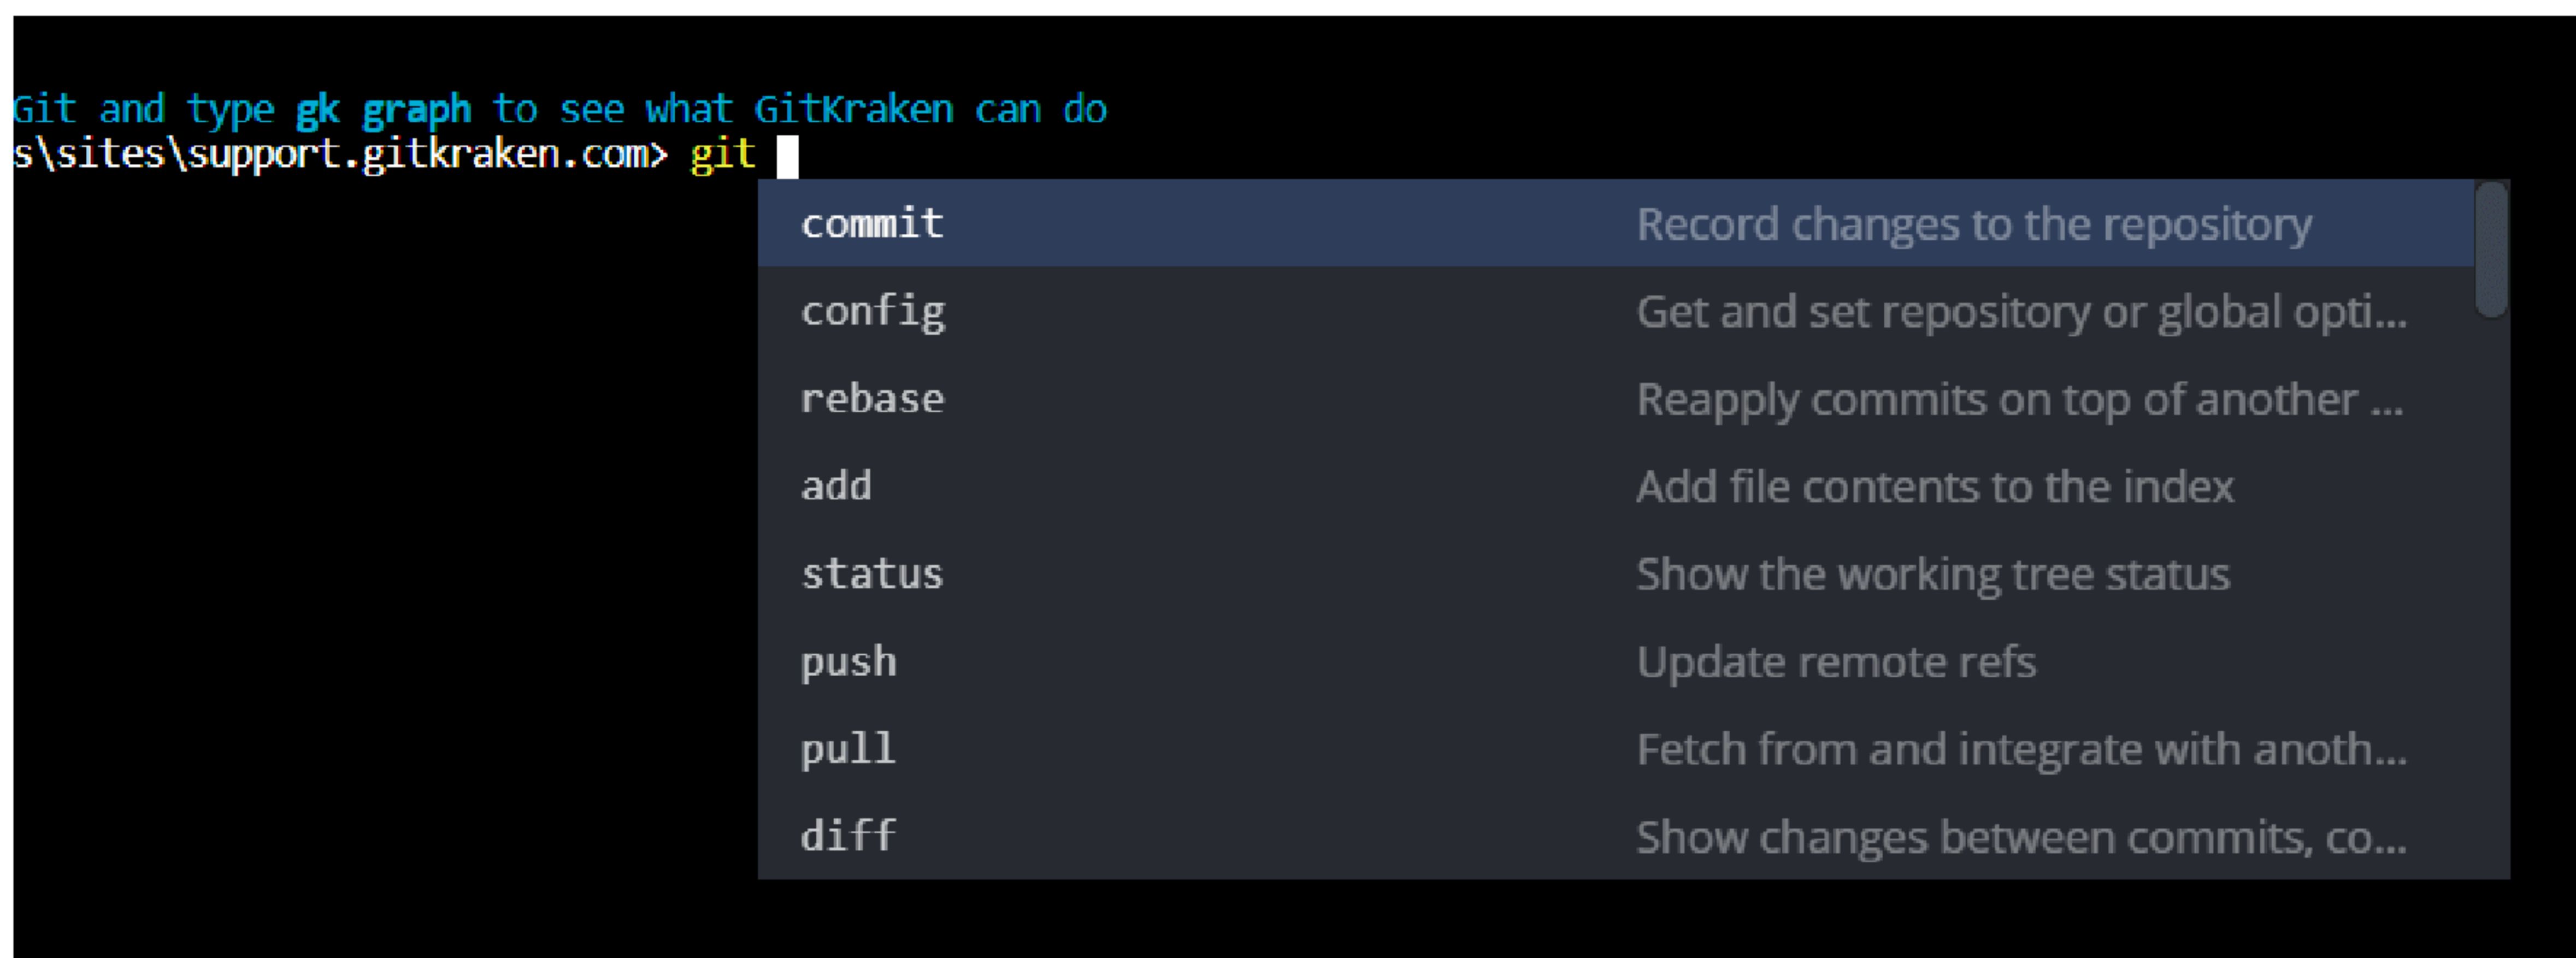 Git and type gk graph to see what GitKraken can do
s\sites\support.gitkraken.com> git
commit Record changes to the repository
config Get and set repository or global opti...
rebase Reapply commits on top of another ...
add Add file contents to the index
status Show the working tree status
push Update remote refs
pull Fetch from and integrate with anoth...
diff Show changes between commits, co...